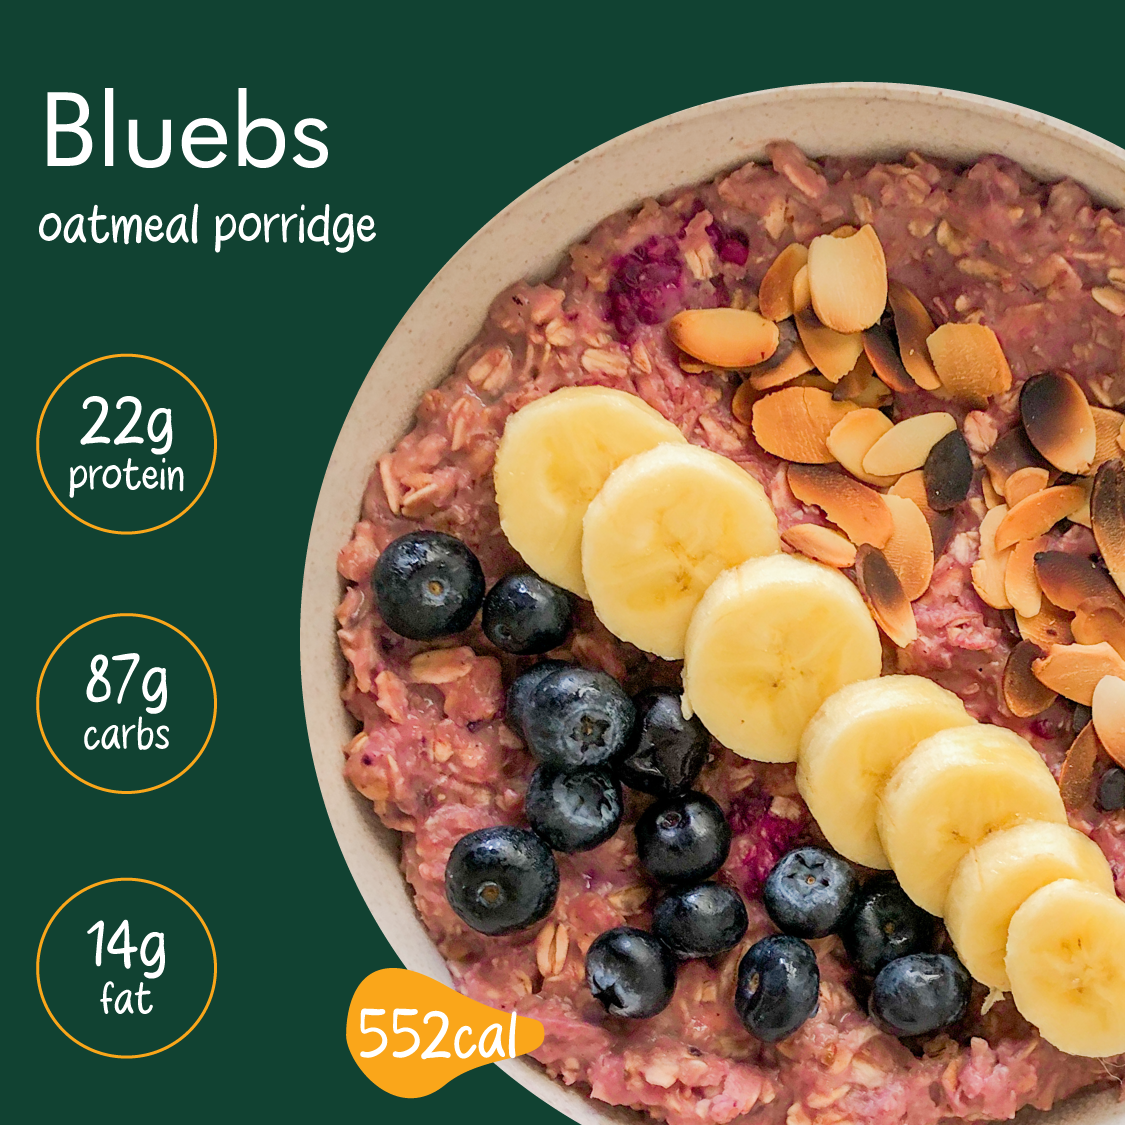 Bluebs
oatmeal porridge
22g
protein
87g
carbs
14g
fat
552cal